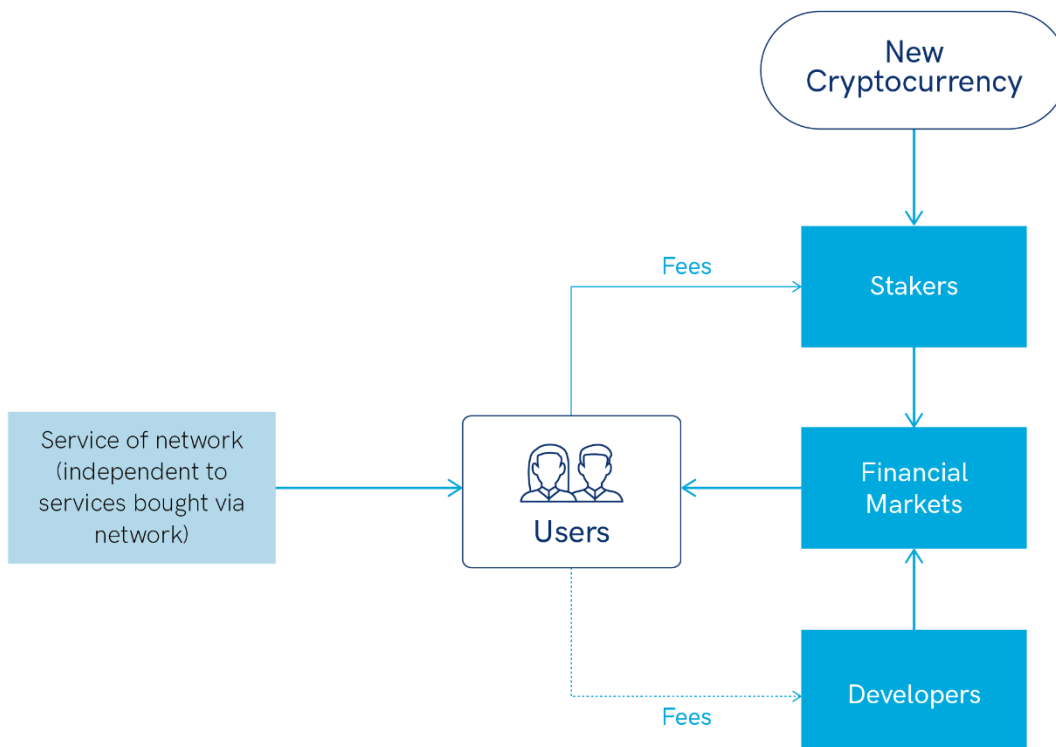 New
Cryptocurrency
Fees
Stakers
Service of network
(independent to
services bought via
network)
Users
Financial
Markets
Developers
Fees